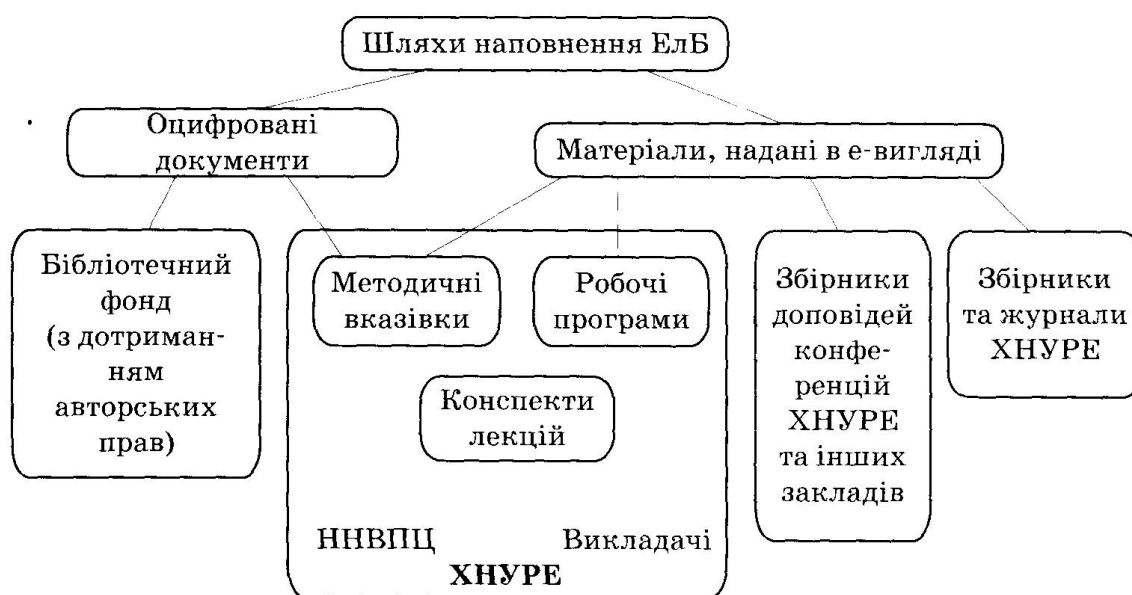 Шляхи наповнення ЕлБ
Оцифровані
документи
Матеріали, надані в е-вигляді
Бібліотечний
фонд
(з дотриман-
ням
авторських
прав)
Методичні
вказівки
Робочі
програми
Конспекти
лекцій
ННВПЦ
Викладачі
ХНУРЕ
Збірники
доповідей
конфе-
ренцій
ХНУРЕ
та інших
закладів
Збірники
та журнали
ХНУРЕ